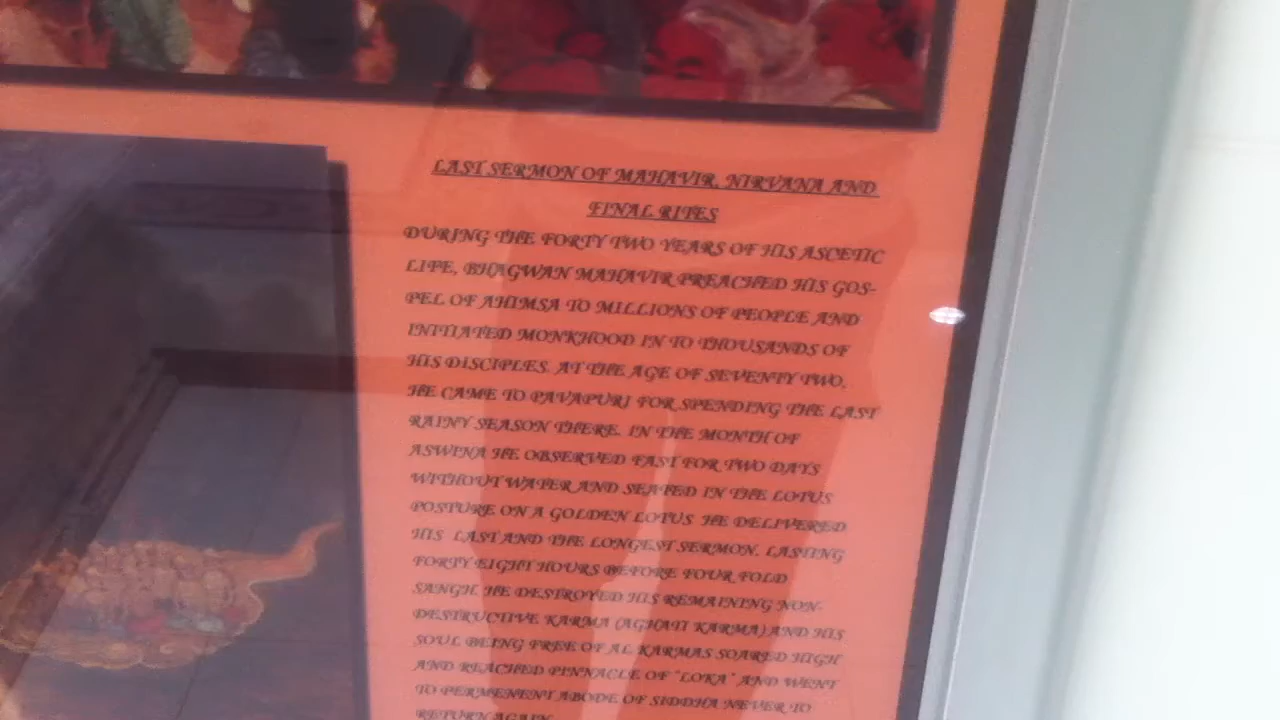 LAST SERMON OF MAHAVIR, NIRVANA AND
FINAL RITES
DURING THE FORTY TWO YEARS OF HIS ASCETIC
LIFE, BHAGWAN MAHAVIR PREACHED HIS GOS-
PEL OF AHIMSA TO MILLIONS OF PEOPLE AND
INITIATED MONKHOOD IN TO THOUSANDS OF
HIS DISCIPLES. AT THE AGE OF SEVENTY TWO,
HE CAME TO PAVAPURI FOR SPENDING THE LAST
RAINY SEASON THERE. IN THE MONTH OF
ASWINA HE OBSERVED FAST FOR TWO DAYS
WITHOUT WATER AND SEATED IN THE LOTUS
POSTURE ON A GOLDEN LOTUS HE DELIVERED
HIS LAST AND THE LONGEST SERMON, LASTING
FORTY EIGHT HOURS BEFORE FOUR FOLD
SANGH. HE DESTROYED HIS REMAINING NON-
DESTRUCTIVE KARMA (AGHATI KARMA) AND HIS
SOUL BEING FREE OF AL KARMAS SOARED HIGH
AND REACHED PINNACLE OF "LOKA" AND WENT
TO PERMENENT ABODE OF SIDDHA NEVER TO
RETURN AGAIN